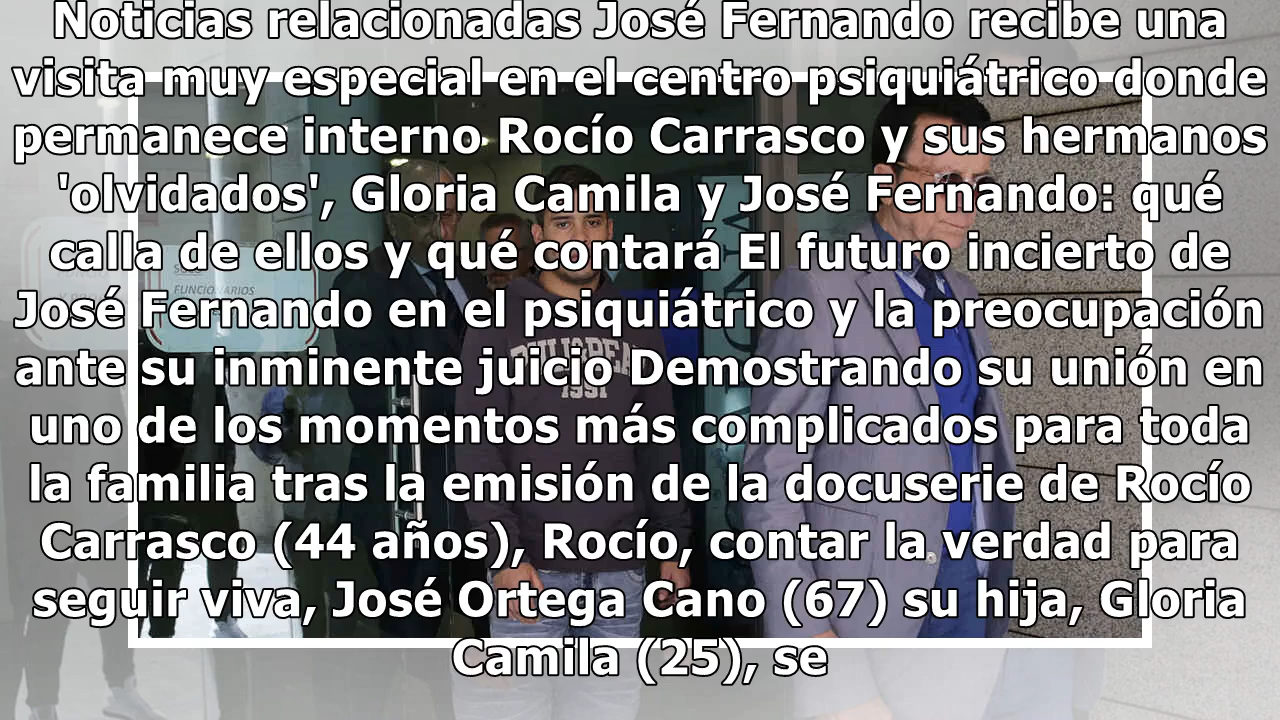 Noticias relacionadas José Fernando recibe una
visita muy especial en el centro psiquiátrico donde
permanece interno Rocío Carrasco y sus hermanos
'olvidados', Gloria Camila y José Fernando: qué
calla de ellos y qué contará El futuro incierto de
José Fernando en el psiquiátrico y la preocupación
ante su inminente juicio Demostrando su unión en
uno de los momentos más complicados para toda
la familia tras la emisión de la docuserie de Rocío
Carrasco (44 años), Rocío, contar la verdad para
seguir viva, José Ortega Cano (67) su hija, Gloria
Camila (25), se
FUNCIONARIOS
1991